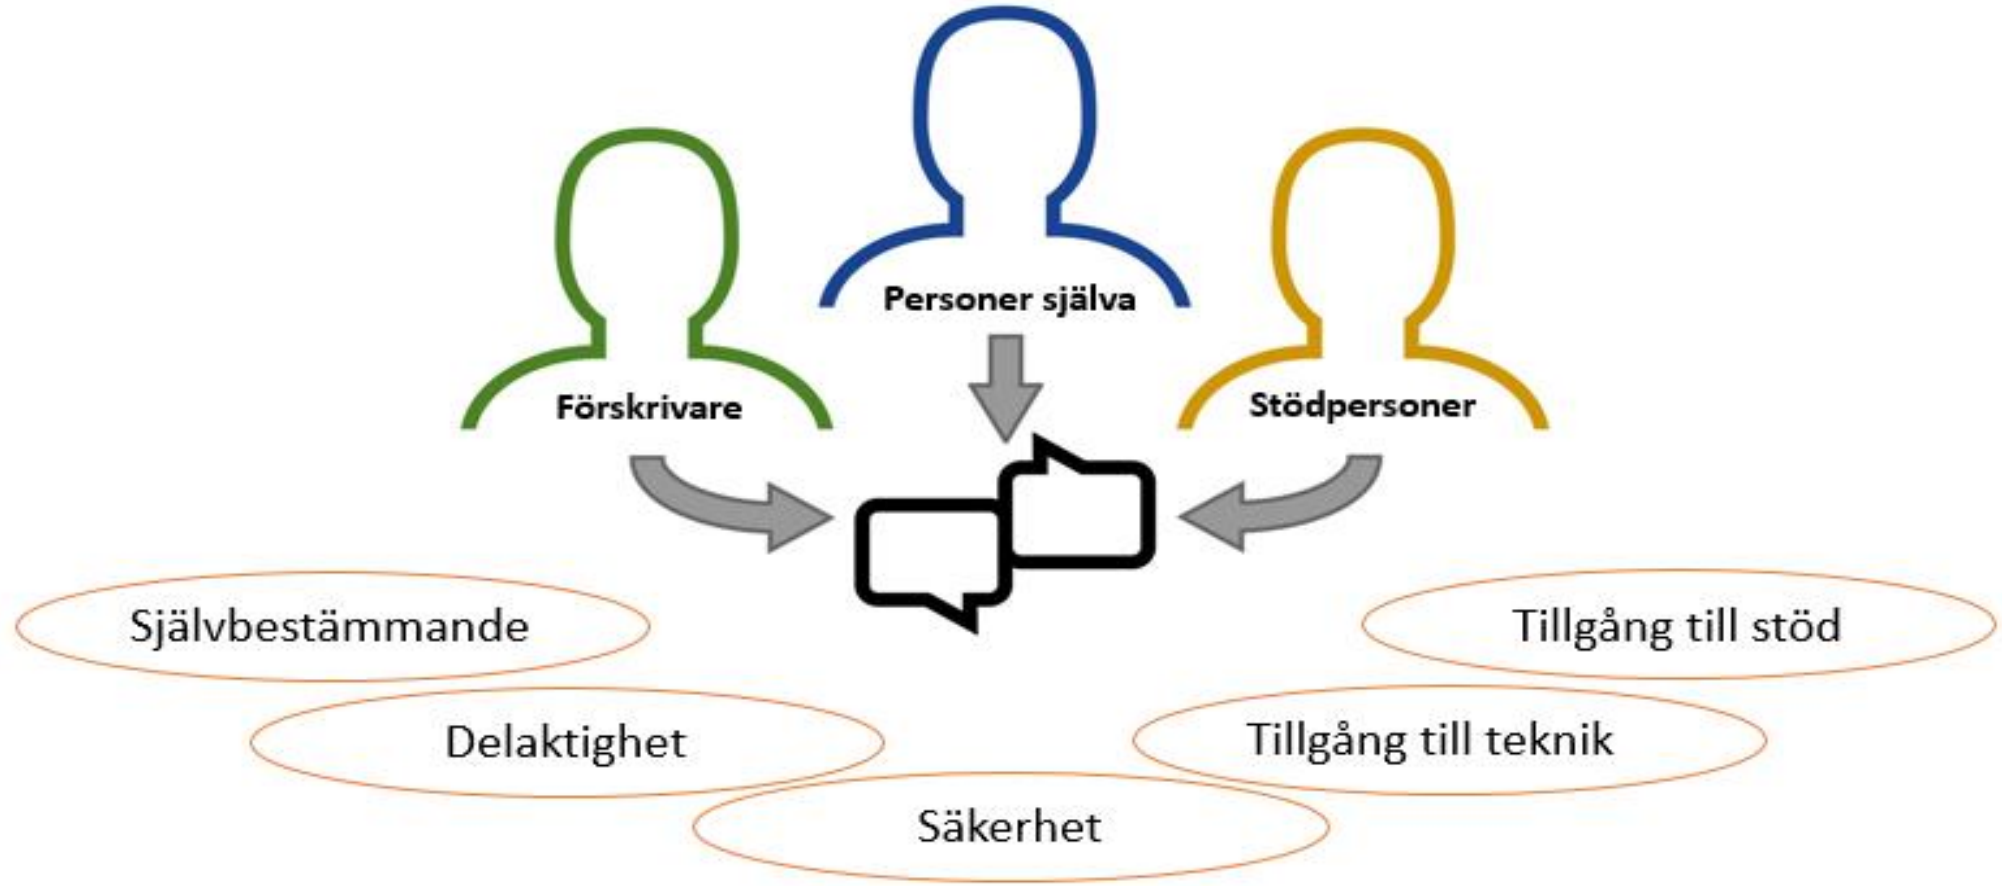 Personer själva
Förskrivare
Stödpersoner
Självbestämmande
Tillgång till stöd
Delaktighet
Tillgång till teknik
Säkerhet